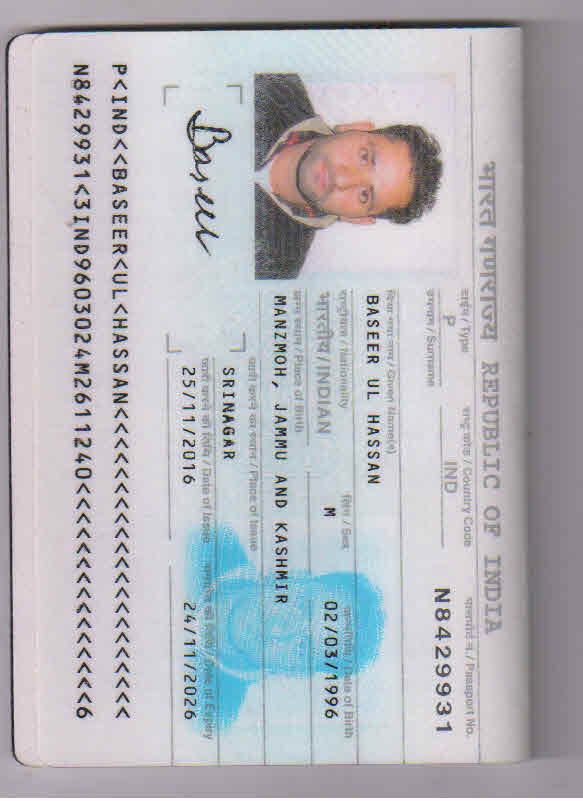 भारत गणराज्य REPUBLIC OF INDIA
टाईप / Type राष्ट्र कोड / Country Code पासपोर्ट नं. / Passport No.
P IND N8429931
उपनाम / Surname
दिया गया नाम / Given Name(s)
BASEER UL HASSAN
राष्ट्रीयता / Nationality लिंग / Sex जन्मतिथि / Date of Birth
भारतीय / INDIAN M 02/03/1996
जन्म स्थान / Place of Birth
MANZMOH, JAMMU AND KASHMIR
जारी करने का स्थान / Place of Issue
SRINAGAR
जारी करने की तिथि / Date of Issue समाप्ति की तिथि / Date of Expiry
25/11/2016 24/11/2026
Baseer
P<IND<<BASEER<UL<HASSAN<<<<<<<<<<<<<<<<<<<<<
N8429931<3IND9603024M2611240<<<<<<<<<<<<<<<6